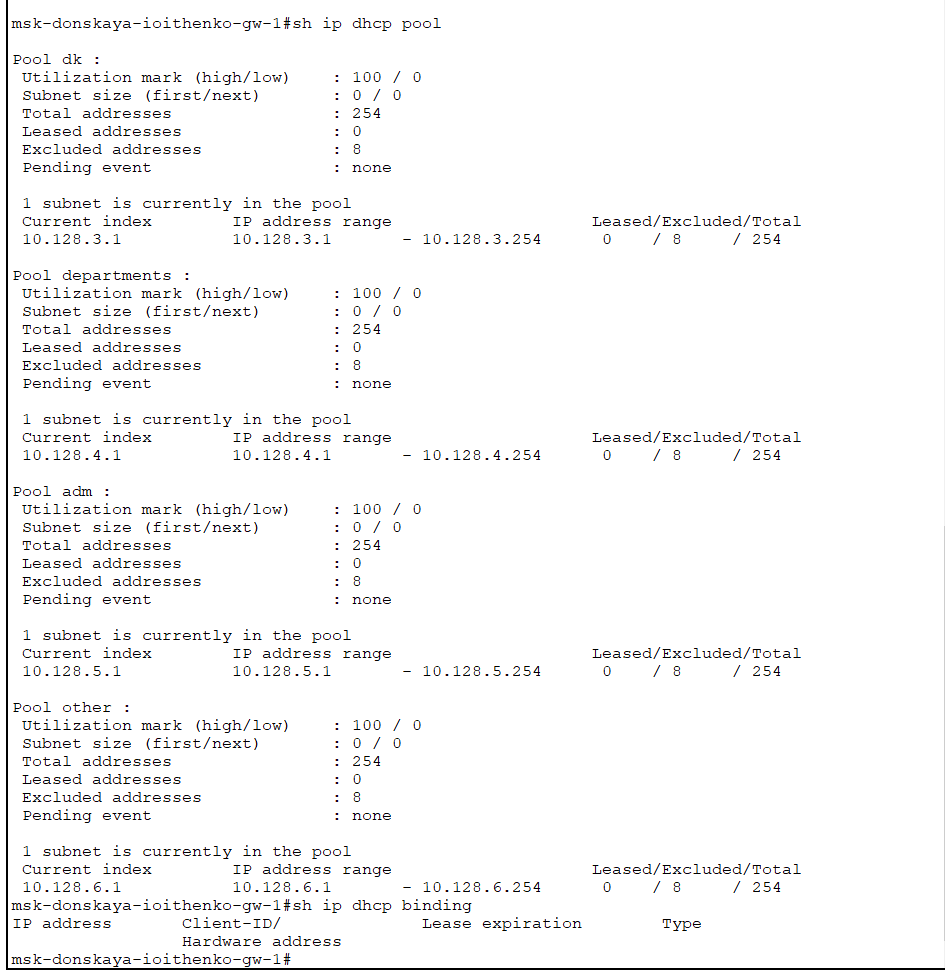 msk-donskaya-ioithenko-gw-1#sh ip dhcp pool
Pool dk :
Utilization mark (high/low) : 100 / 0
Subnet size (first/next) : 0 / 0
Total addresses : 254
Leased addresses : 0
Excluded addresses : 8
Pending event : none
1 subnet is currently in the pool
Current index IP address range Leased/Excluded/Total
10.128.3.1 10.128.3.1 - 10.128.3.254 0 / 8 / 254
Pool departments :
Utilization mark (high/low) : 100 / 0
Subnet size (first/next) : 0 / 0
Total addresses : 254
Leased addresses : 0
Excluded addresses : 8
Pending event : none
1 subnet is currently in the pool
Current index IP address range Leased/Excluded/Total
10.128.4.1 10.128.4.1 - 10.128.4.254 0 / 8 / 254
Pool adm :
Utilization mark (high/low) : 100 / 0
Subnet size (first/next) : 0 / 0
Total addresses : 254
Leased addresses : 0
Excluded addresses : 8
Pending event : none
1 subnet is currently in the pool
Current index IP address range Leased/Excluded/Total
10.128.5.1 10.128.5.1 - 10.128.5.254 0 / 8 / 254
Pool other :
Utilization mark (high/low) : 100 / 0
Subnet size (first/next) : 0 / 0
Total addresses : 254
Leased addresses : 0
Excluded addresses : 8
Pending event : none
1 subnet is currently in the pool
Current index IP address range Leased/Excluded/Total
10.128.6.1 10.128.6.1 - 10.128.6.254 0 / 8 / 254
msk-donskaya-ioithenko-gw-1#sh ip dhcp binding
IP address Client-ID/ Lease expiration Type
Hardware address
msk-donskaya-ioithenko-gw-1#